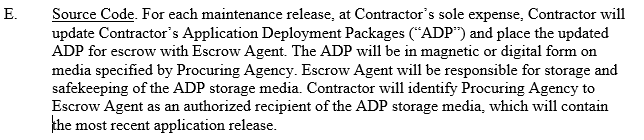 E. Source Code. For each maintenance release, at Contractor's sole expense, Contractor will
update Contractor's Application Deployment Packages ("ADP") and place the updated
ADP for escrow with Escrow Agent. The ADP will be in magnetic or digital form on
media specified by Procuring Agency. Escrow Agent will be responsible for storage and
safekeeping of the ADP storage media. Contractor will identify Procuring Agency to
Escrow Agent as an authorized recipient of the ADP storage media, which will contain
the most recent application release.